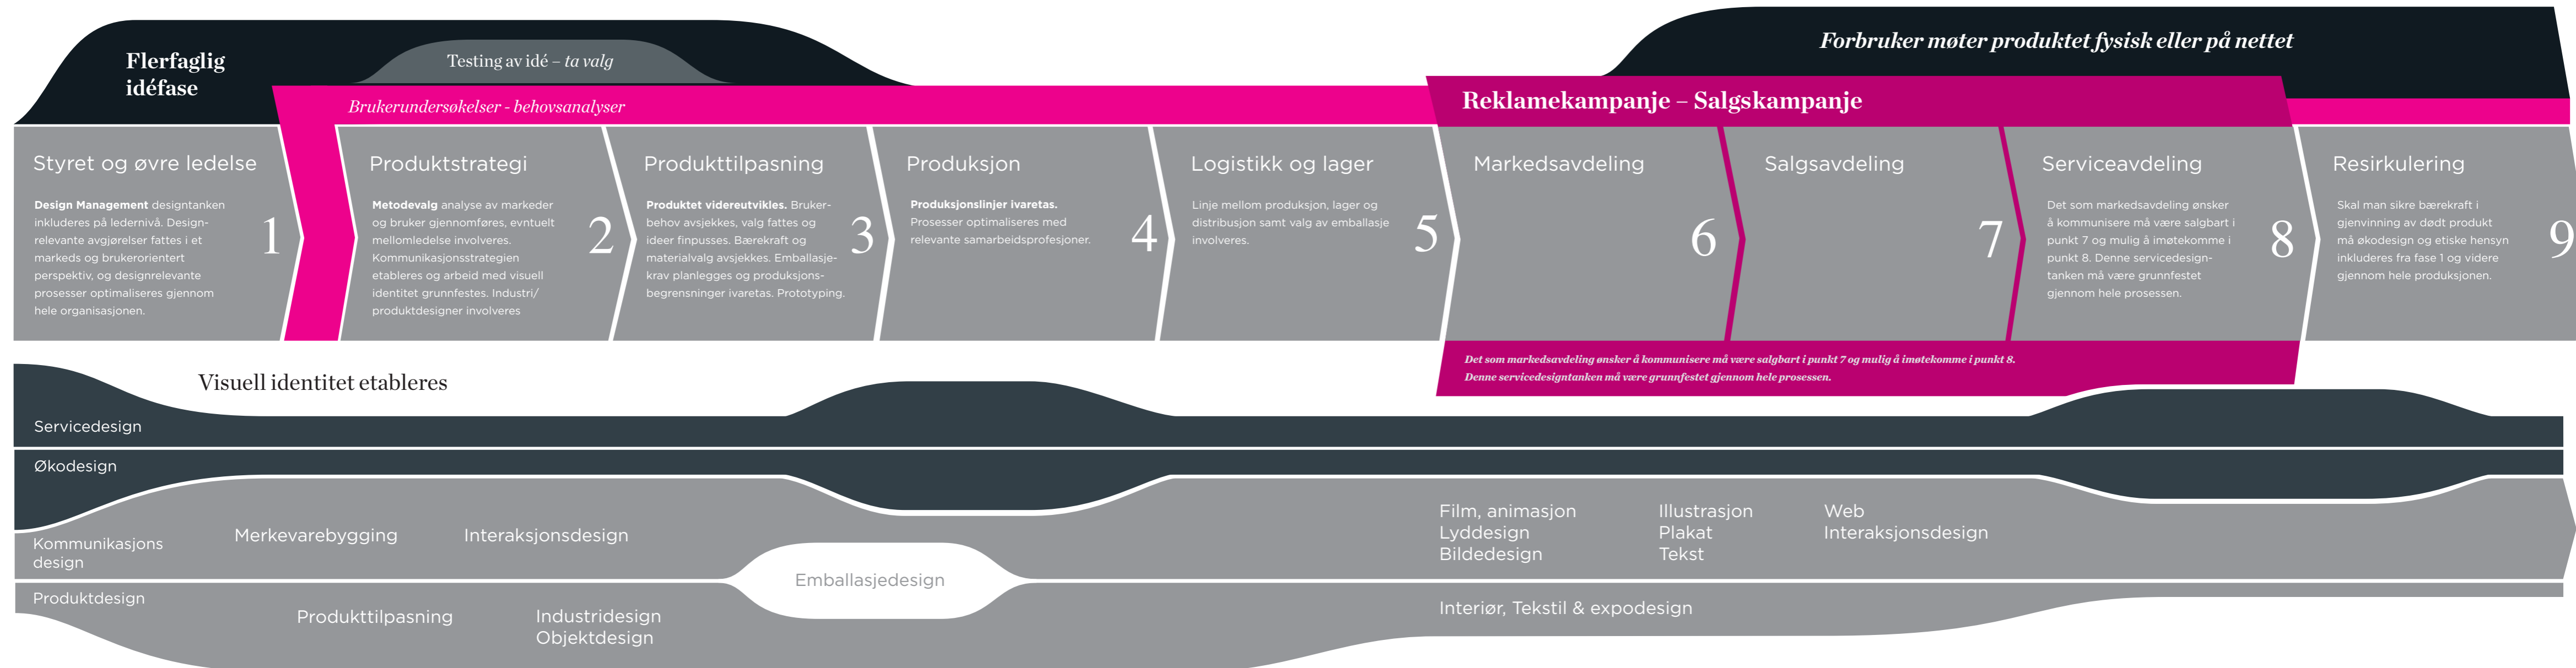 Flerfaglig
idéfase
Testing av idé – ta valg
Brukerundersøkelser - behovsanalyser
Forbruker møter produktet fysisk eller på nettet
Reklamekampanje – Salgskampanje
Styret og øvre ledelse
Design Management designtanken
inkluderes på ledernivå. Design-
relevante avgjørelser fattes i et
markeds og brukerorientert
perspektiv, og designrelevante
prosesser optimaliseres gjennom
hele organisasjonen.
1
Produktstrategi
Metodevalg analyse av markeder
og bruker gjennomføres, evntuelt
mellomledelse involveres.
Kommunikasjonsstrategien
etableres og arbeid med visuell
identitet grunnfestes. Industri/
produktdesigner involveres
2
Produkttilpasning
Produktet videreutvikles. Bruker-
behov avsjekkes, valg fattes og
ideer finpusses. Bærekraft og
materialvalg avsjekkes. Emballasje-
krav planlegges og produksjons-
begrensninger ivaretas. Prototyping.
3
Produksjon
Produksjonslinjer ivaretas.
Prosesser optimaliseres med
relevante samarbeidsprofesjoner.
4
Logistikk og lager
Linje mellom produksjon, lager og
distribusjon samt valg av emballasje
involveres.
5
Markedsavdeling
6
Salgsavdeling
7
Serviceavdeling
Det som markedsavdeling ønsker
å kommunisere må være salgbart i
punkt 7 og mulig å imøtekomme i
punkt 8. Denne servicedesign-
tanken må være grunnfestet
gjennom hele prosessen.
8
Resirkulering
Skal man sikre bærekraft i
gjenvinning av dødt produkt
må økodesign og etiske hensyn
inkluderes fra fase 1 og videre
gjennom hele produksjonen.
9
Det som markedsavdeling ønsker å kommunisere må være salgbart i punkt 7 og mulig å imøtekomme i punkt 8.
Denne servicedesigntanken må være grunnfestet gjennom hele prosessen.
Visuell identitet etableres
Servicedesign
Økodesign
Kommunikasjons
design
Merkevarebygging
Interaksjonsdesign
Emballasjedesign
Film, animasjon
Lyddesign
Bildedesign
Illustrasjon
Plakat
Tekst
Web
Interaksjonsdesign
Produktdesign
Produkttilpasning
Industridesign
Objektdesign
Interiør, Tekstil & expodesign